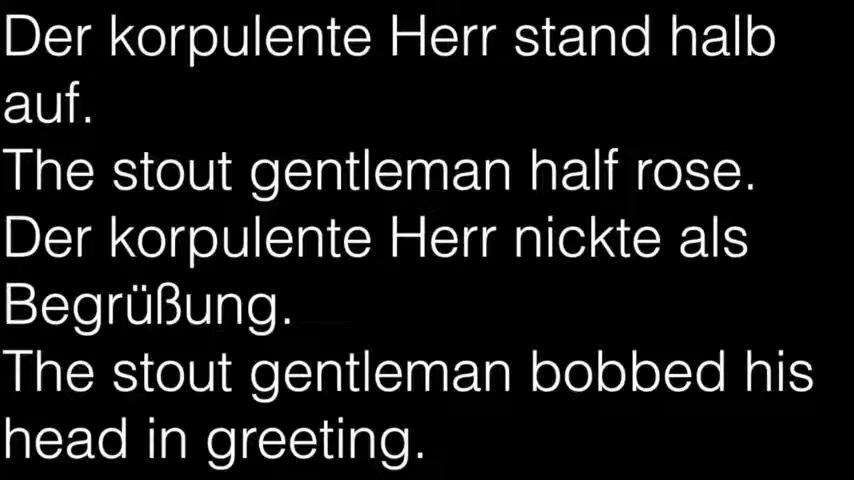 Der korpulente Herr stand halb
auf.
The stout gentleman half rose.
Der korpulente Herr nickte als
Begrüßung.
The stout gentleman bobbed his
head in greeting.